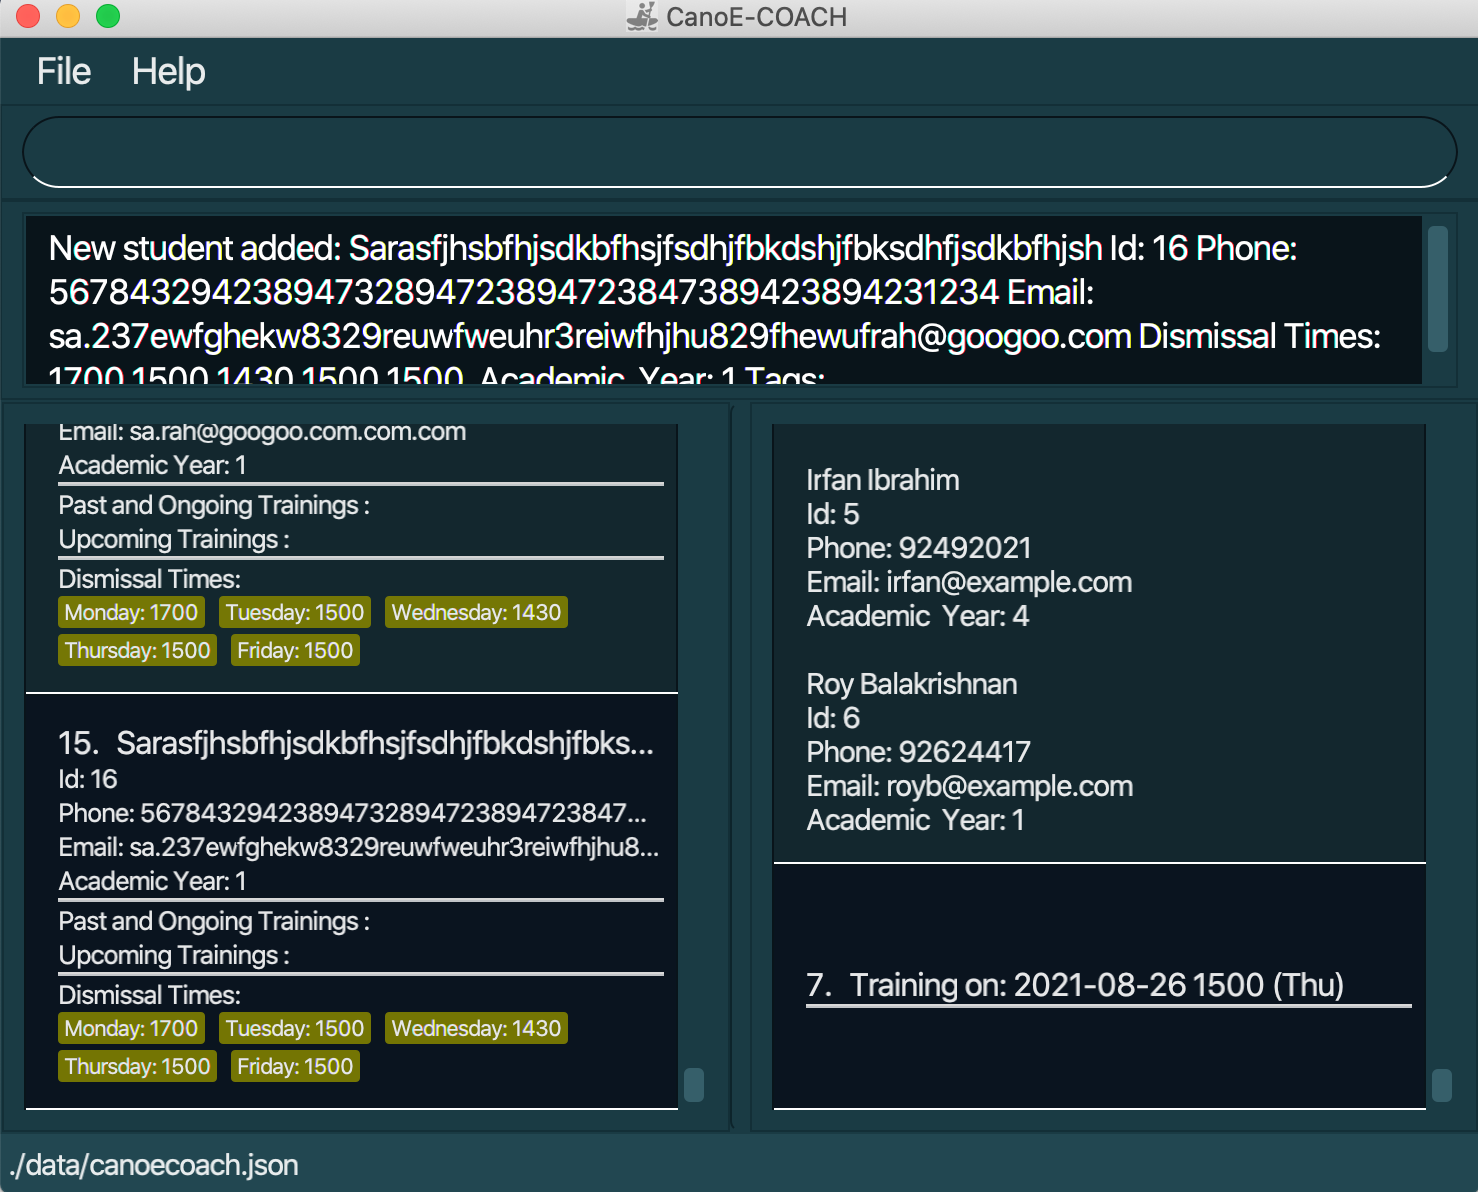 CanoE-COACH
File Help
New student added: Sarasfjhsbfhjsdkbfhsjfsdhjfbkdshjfbksdhfjsdkbfhjsh Id: 16 Phone:
56784329423894732894723894723847389423894231234 Email:
sa.237ewfghekw8329reuwfweuhr3reiwfhjhu829fhewufrah@googoo.com Dismissal Times:
1700 1500 1430 1500 1500 Academic Year: 1 Tags:
Email: sa.rah@googoo.com.com.com
Academic Year: 1
Past and Ongoing Trainings :
Upcoming Trainings :
Dismissal Times:
Monday: 1700 Tuesday: 1500 Wednesday: 1430
Thursday: 1500 Friday: 1500
15. Sarasfjhsbfhjsdkbfhsjfsdhjfbkdshjfbks...
Id: 16
Phone: 56784329423894732894723894723847...
Email: sa.237ewfghekw8329reuwfweuhr3reiwfhjhu8...
Academic Year: 1
Past and Ongoing Trainings :
Upcoming Trainings :
Dismissal Times:
Monday: 1700 Tuesday: 1500 Wednesday: 1430
Thursday: 1500 Friday: 1500
Irfan Ibrahim
Id: 5
Phone: 92492021
Email: irfan@example.com
Academic Year: 4
Roy Balakrishnan
Id: 6
Phone: 92624417
Email: royb@example.com
Academic Year: 1
7. Training on: 2021-08-26 1500 (Thu)
./data/canoecoach.json